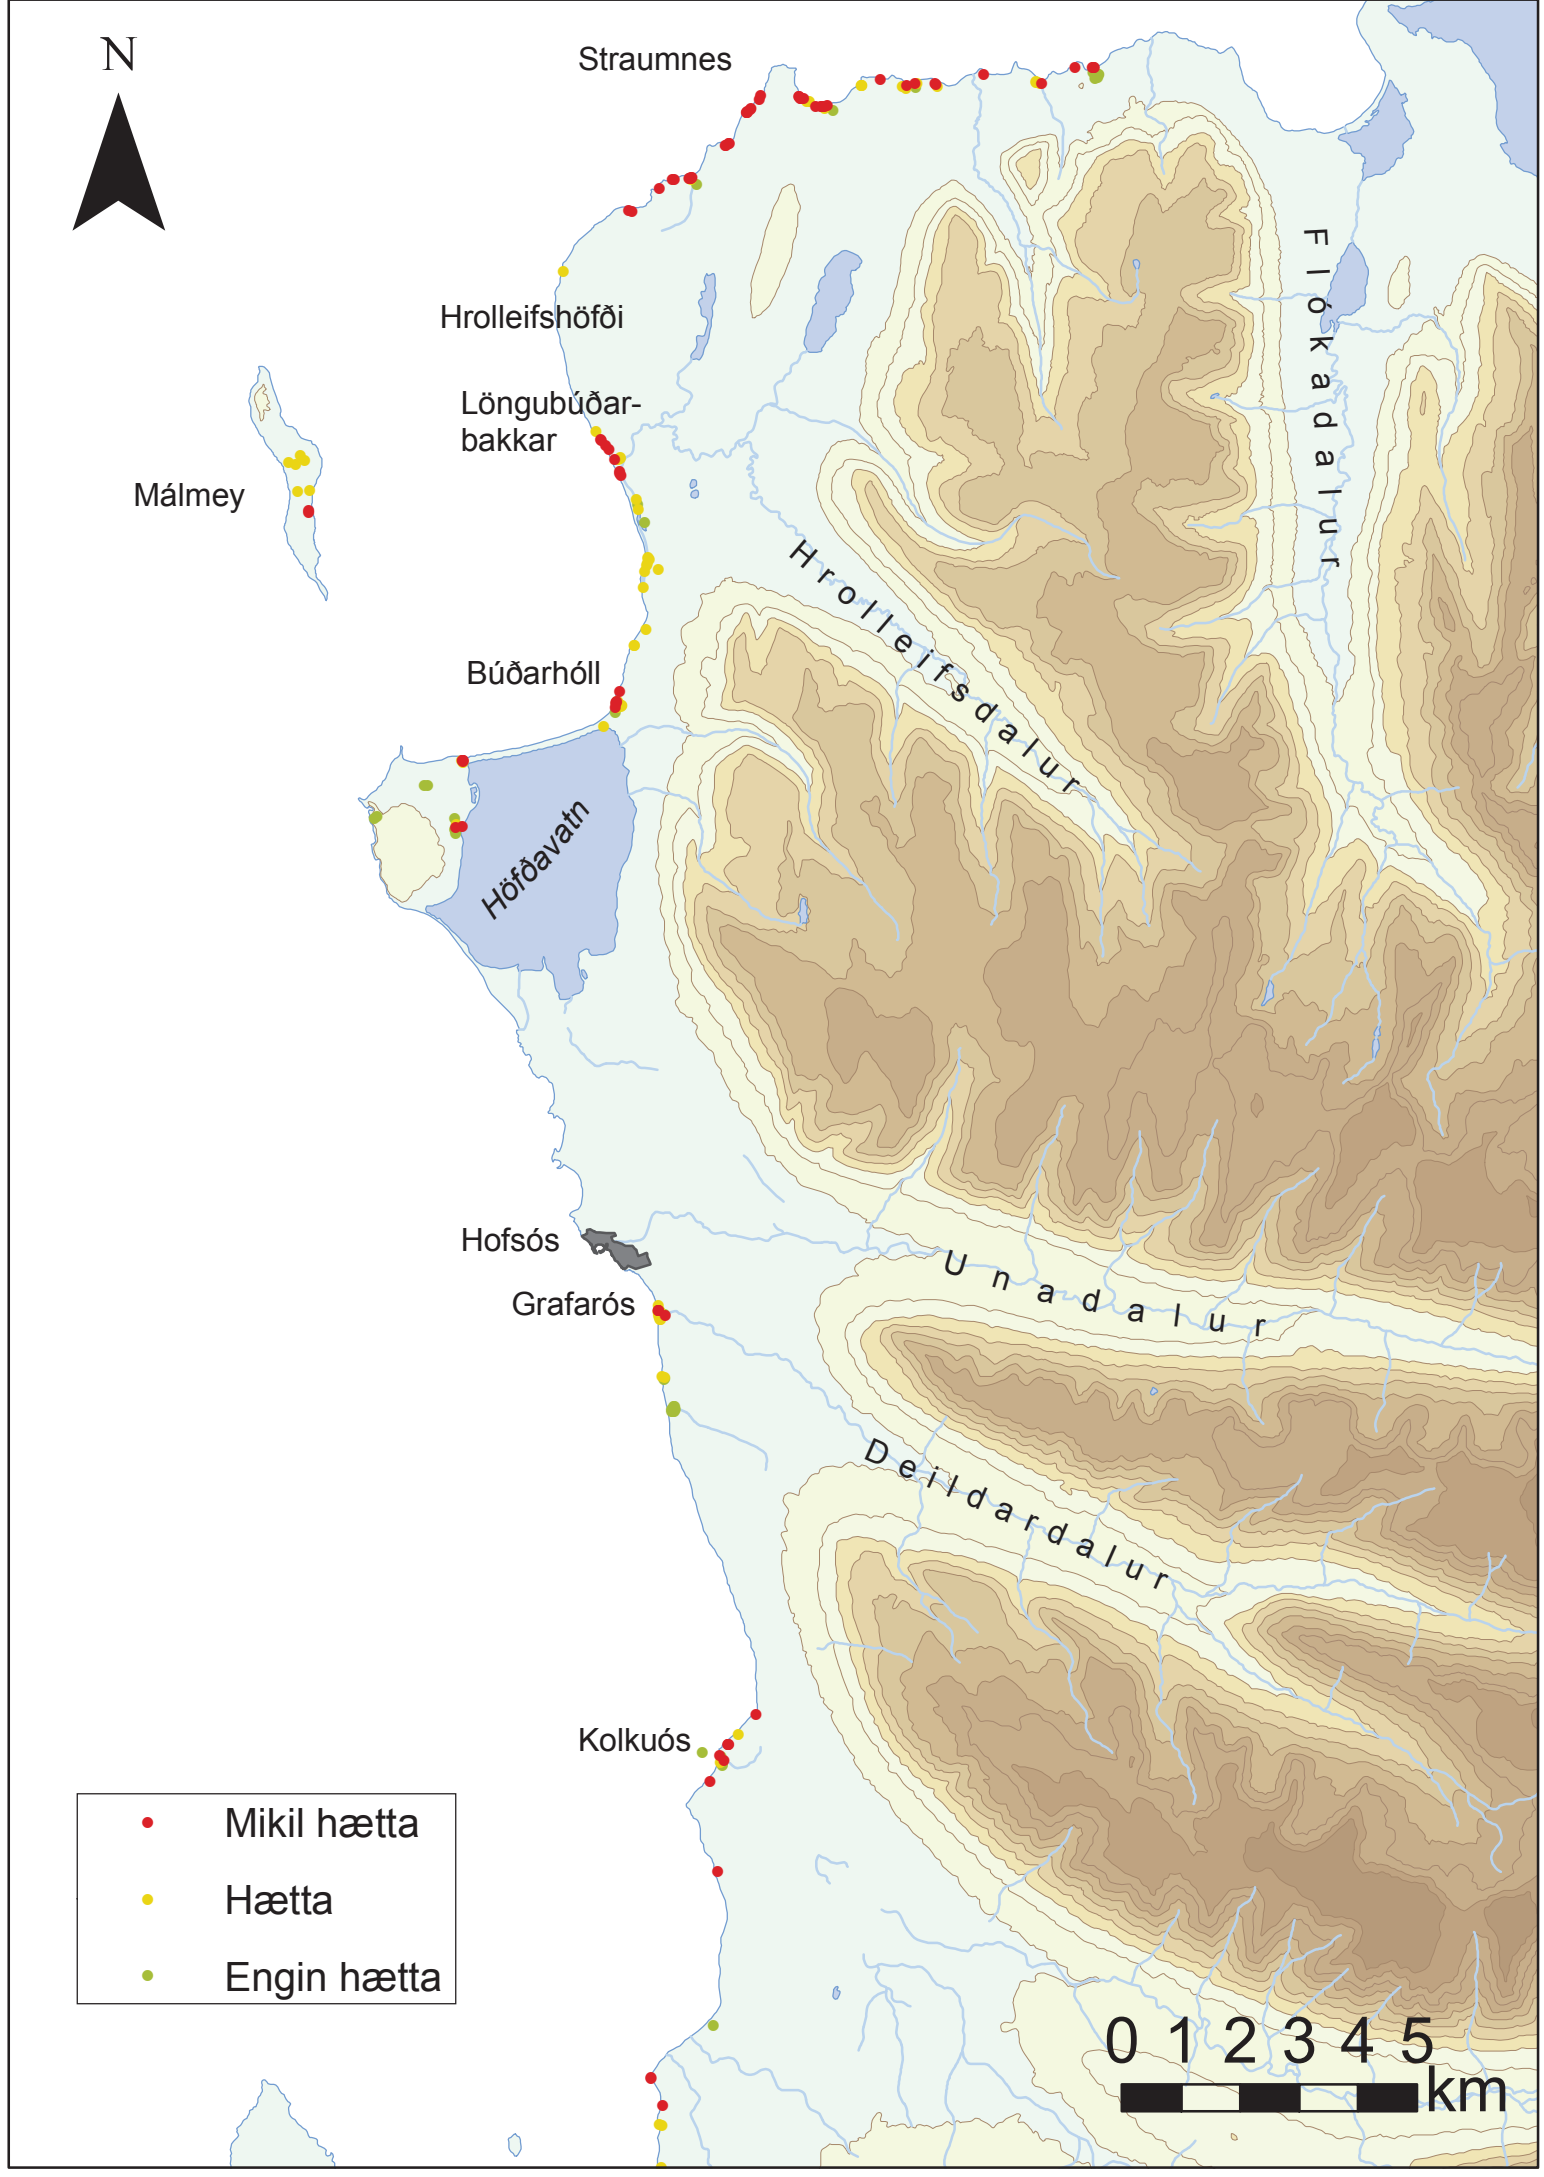 N
Straumnes
Flókadalur
Hrolleifshöfði
Löngubúðar-
bakkar
Málmey
Hrolleifsdalur
Búðarhóll
Höfðavatn
Hofsós
Unadalur
Grafarós
Deildardalur
Kolkuós
Mikil hætta
Hætta
Engin hætta
0 1 2 3 4 5
km